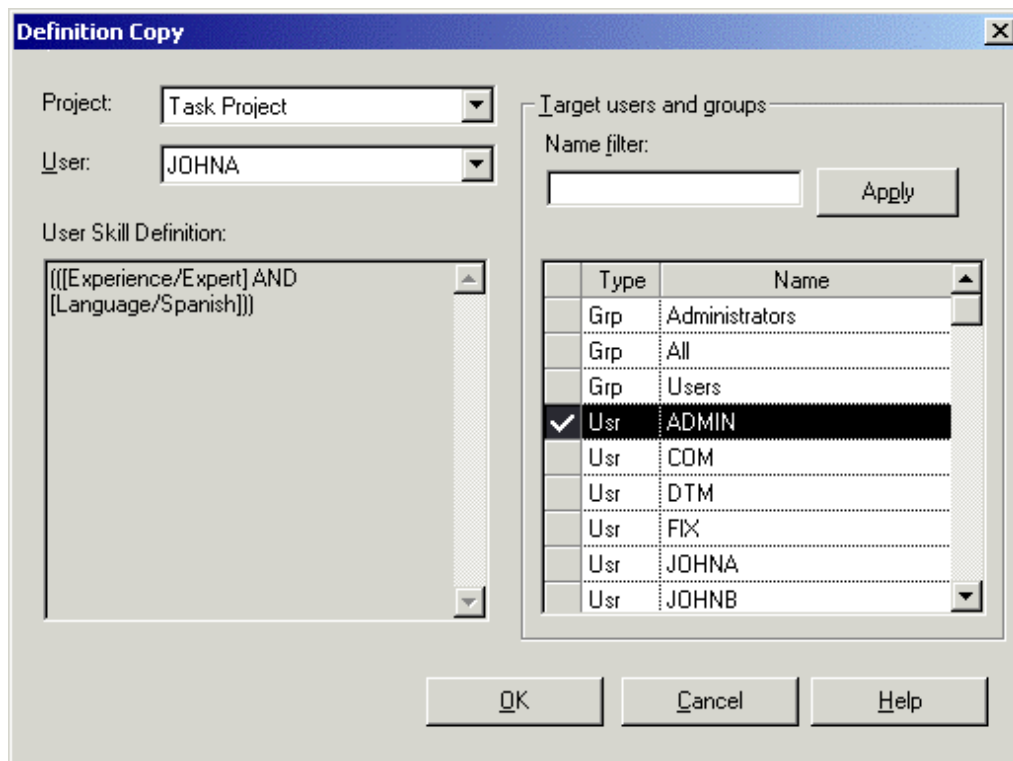 Definition Copy
Project:
Task Project
User:
JOHNA
User Skill Definition:
(([Experience/Expert] AND
[Language/Spanish]))
Target users and groups
Name filter:
Apply
Type Name
Grp Administrators
Grp All
Grp Users
Usr ADMIN
Usr COM
Usr DTM
Usr FIX
Usr JOHNA
Usr JOHNB
OK
Cancel
Help